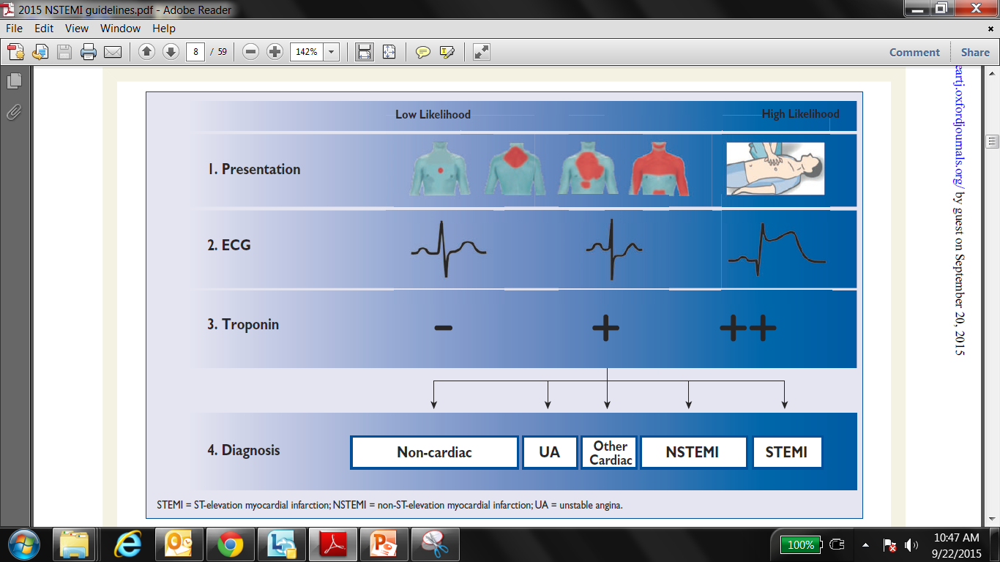 2015 NSTEMI guidelines.pdf - Adobe Reader
File Edit View Window Help
8 / 59 142% Comment Share
eartj.oxfordjournals.org/ by guest on September 20, 2015
Low Likelihood High Likelihood
1. Presentation
2. ECG
3. Troponin - + ++
4. Diagnosis Non-cardiac UA Other Cardiac NSTEMI STEMI
STEMI = ST-elevation myocardial infarction; NSTEMI = non-ST-elevation myocardial infarction; UA = unstable angina.
100% 10:47 AM
9/22/2015